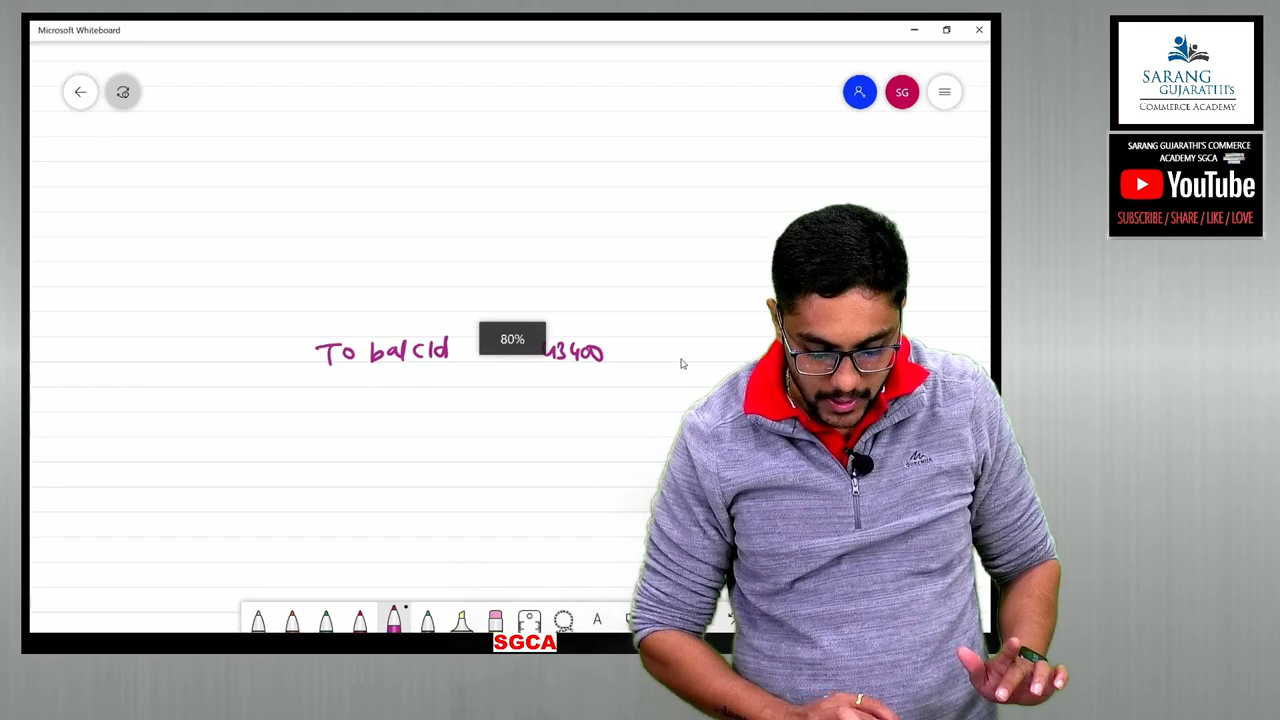 Microsoft Whiteboard
SG
80%
To bal C/d 43400
A
SGCA
SARANG
GUJARATHI'S
COMMERCE ACADEMY
SARANG GUJARATHI'S COMMERCE
ACADEMY SGCA
YouTube
SUBSCRIBE / SHARE / LIKE / LOVE